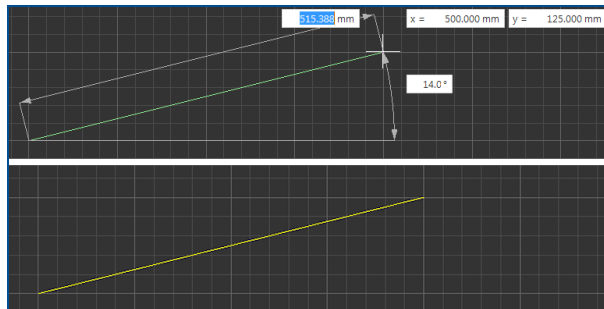 515.388 mm x = 500.000 mm y = 125.000 mm
14.0°